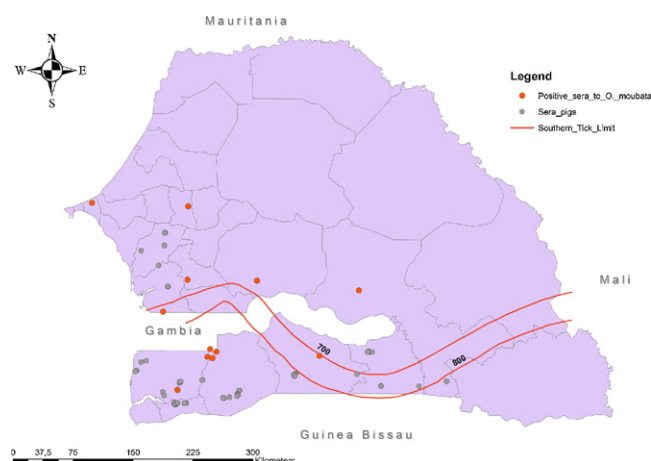 Mauritania
N
W E
S
Legend
Positive_sera_to_O._moubata
Sera_pigs
Southern_Tick_Limit
Mali
Gambia
700
800
Guinea Bissau
0 37,5 75 150 225 300
Kilometers